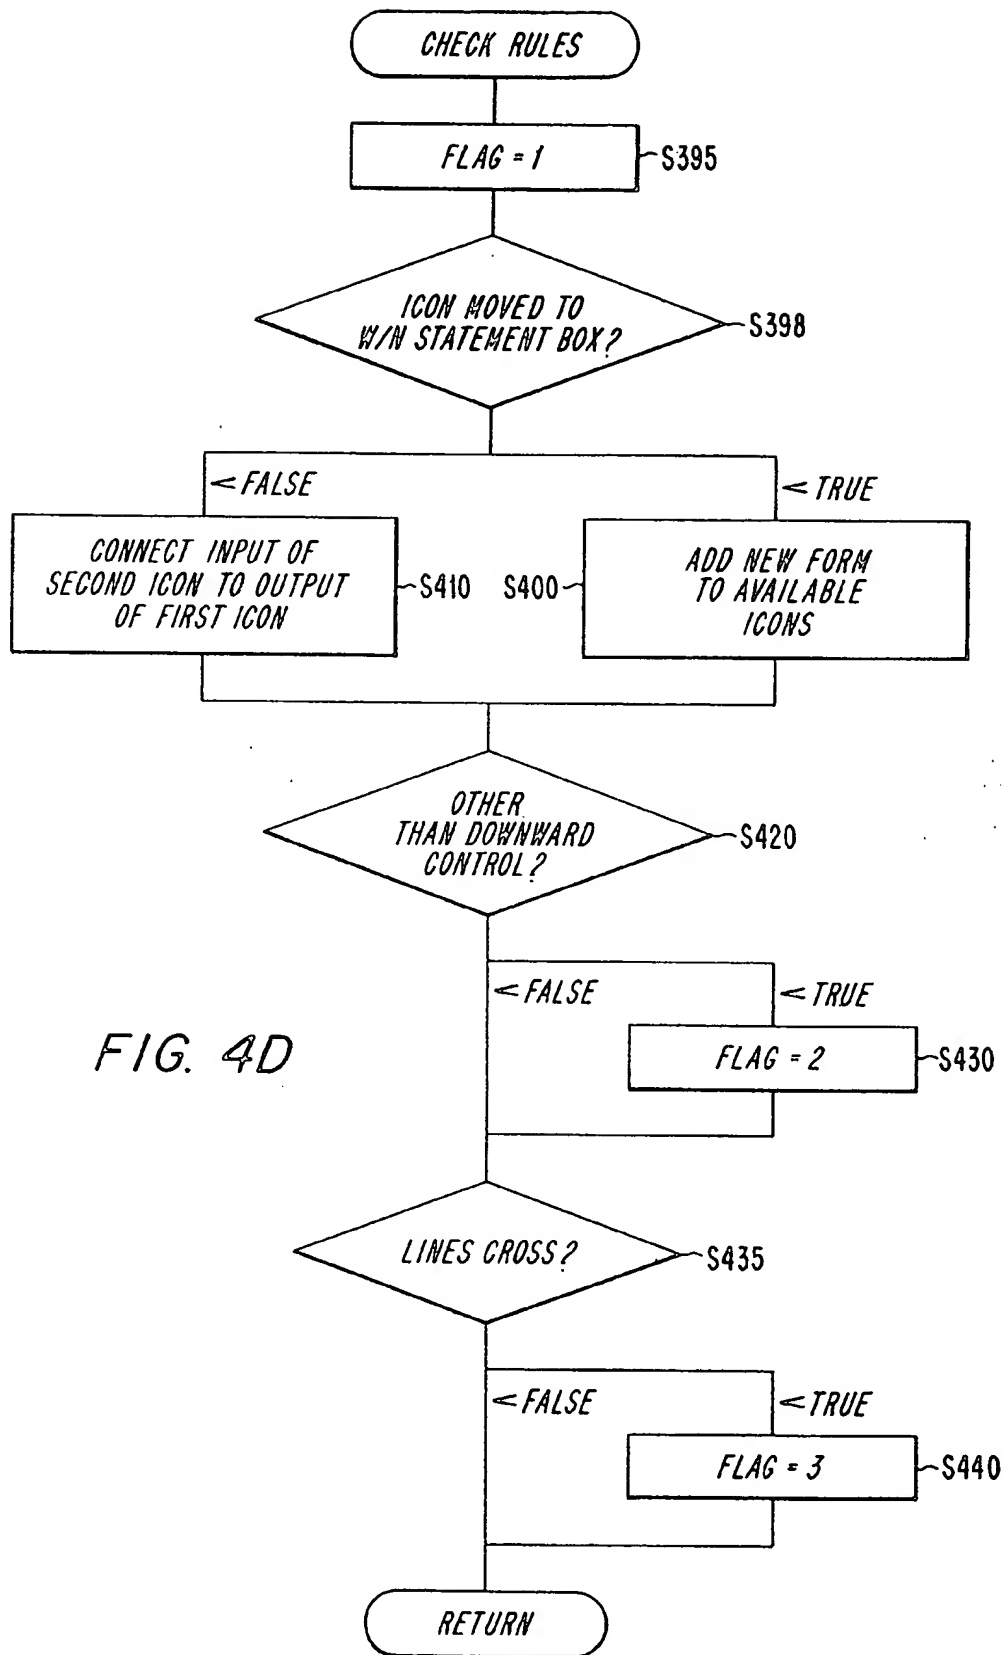 CHECK RULES
FLAG = 1
S395
ICON MOVED TO
W/N STATEMENT BOX?
S398
<FALSE
<TRUE
CONNECT INPUT OF
SECOND ICON TO OUTPUT
OF FIRST ICON
S410
S400
ADD NEW FORM
TO AVAILABLE
ICONS
OTHER
THAN DOWNWARD
CONTROL?
S420
<FALSE
<TRUE
FIG. 4D
FLAG = 2
S430
LINES CROSS?
S435
<FALSE
<TRUE
FLAG = 3
S440
RETURN